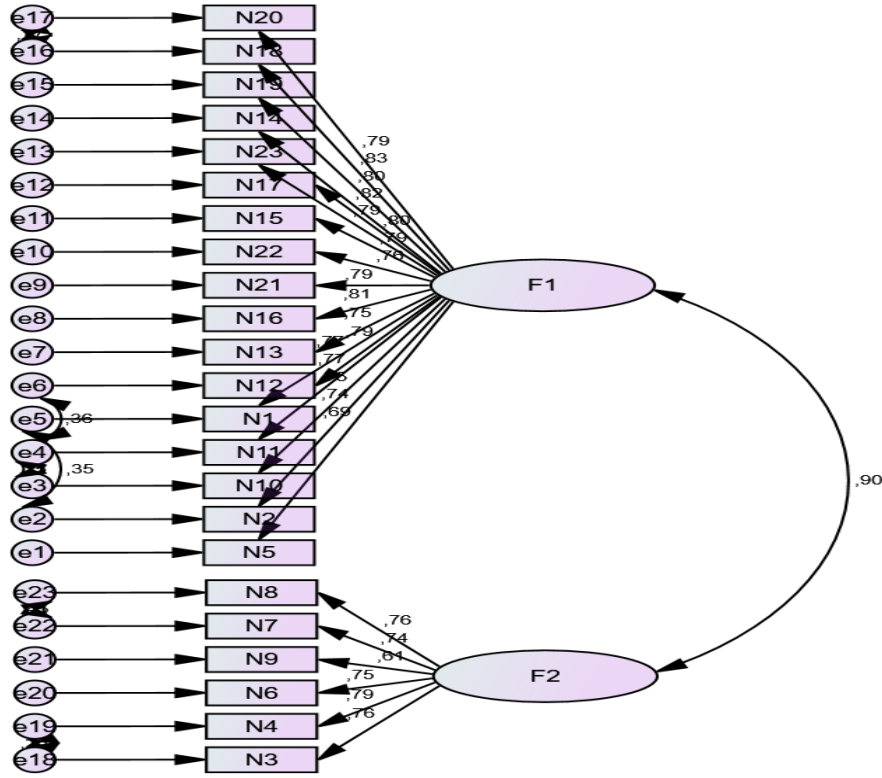 e17 N20
e16 N18
e15 N19
e14 N14
e13 N23
e12 N17
e11 N15
e10 N22
e9 N21
e8 N16
e7 N13
e6 N12
e5 N1
e4 N11
e3 N10
e2 N2
e1 N5
,79
,83
,80
,82
,79
,80
,79
,76
,79
,81
,75
,79
,77
,77
,74
,69
F1
,36
,35
,90
e23 N8
e22 N7
e21 N9
e20 N6
e19 N4
e18 N3
,76
,74
,61
,75
,79
,76
F2